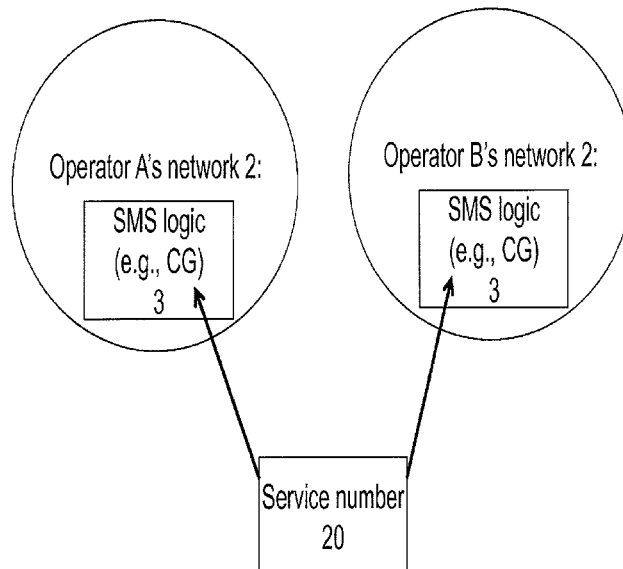 Operator A's network 2:
SMS logic
(e.g., CG)
3
Operator B's network 2:
SMS logic
(e.g., CG)
3
Service number
20